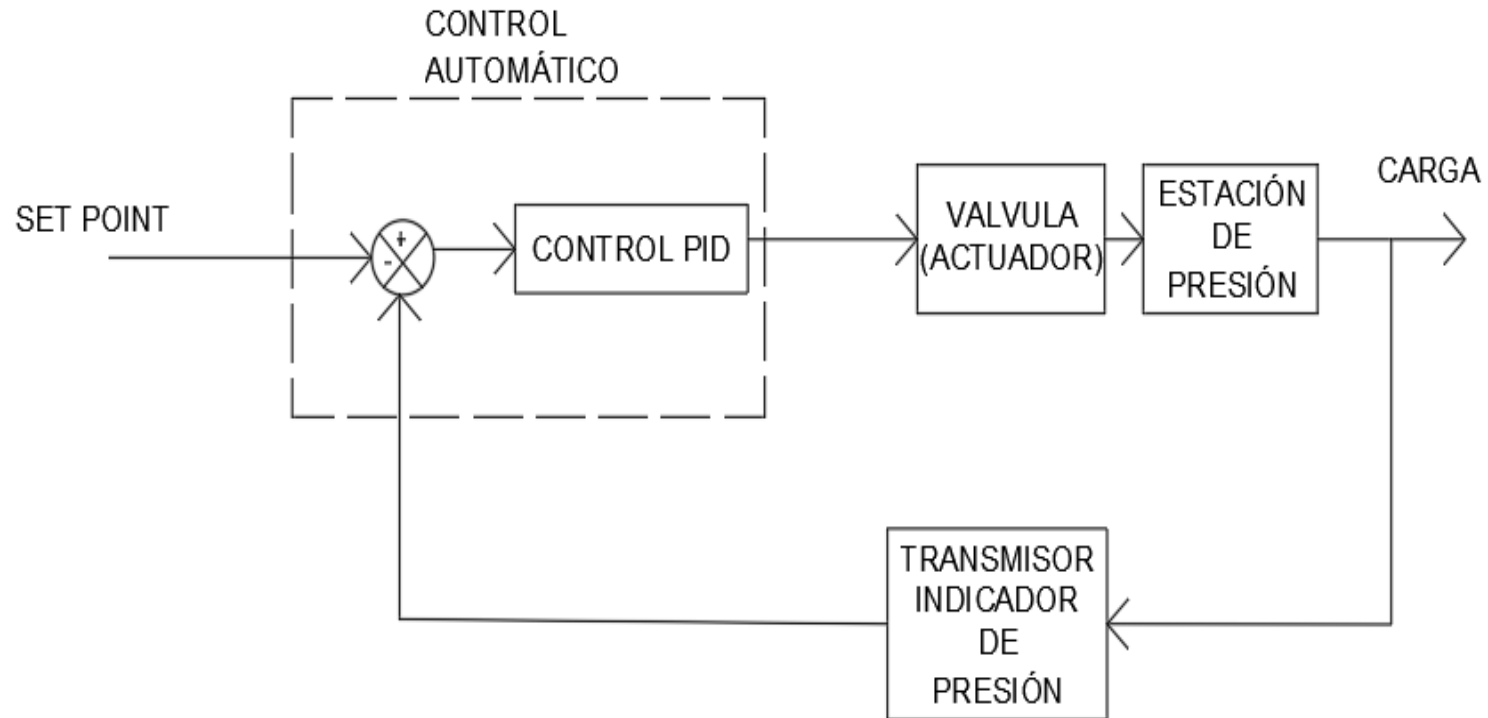 CONTROL
AUTOMÁTICO
SET POINT
+
-
CONTROL PID
VALVULA
(ACTUADOR)
ESTACIÓN
DE
PRESIÓN
CARGA
TRANSMISOR
INDICADOR
DE
PRESIÓN